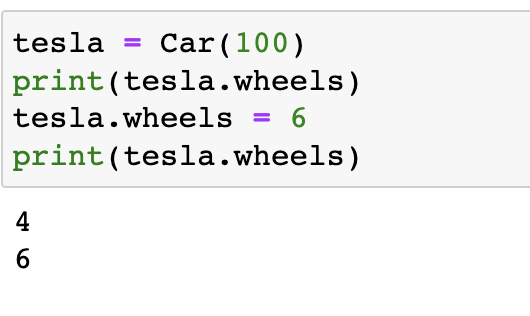 tesla = Car(100)
print(tesla.wheels)
tesla.wheels = 6
print(tesla.wheels)
4
6